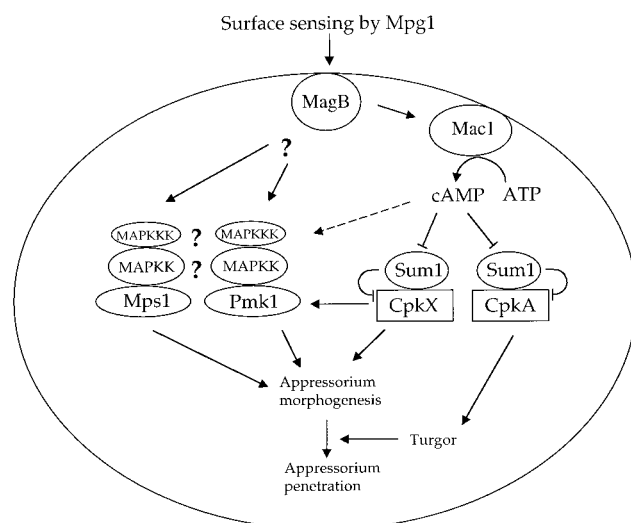 Surface sensing by Mpg1
MagB
Mac1
?
cAMP ATP
MAPKKK ? MAPKKK
MAPKK ? MAPKK
Sum1 Sum1
Mps1 Pmk1 CpkX CpkA
Appressorium
morphogenesis
Turgor
Appressorium
penetration